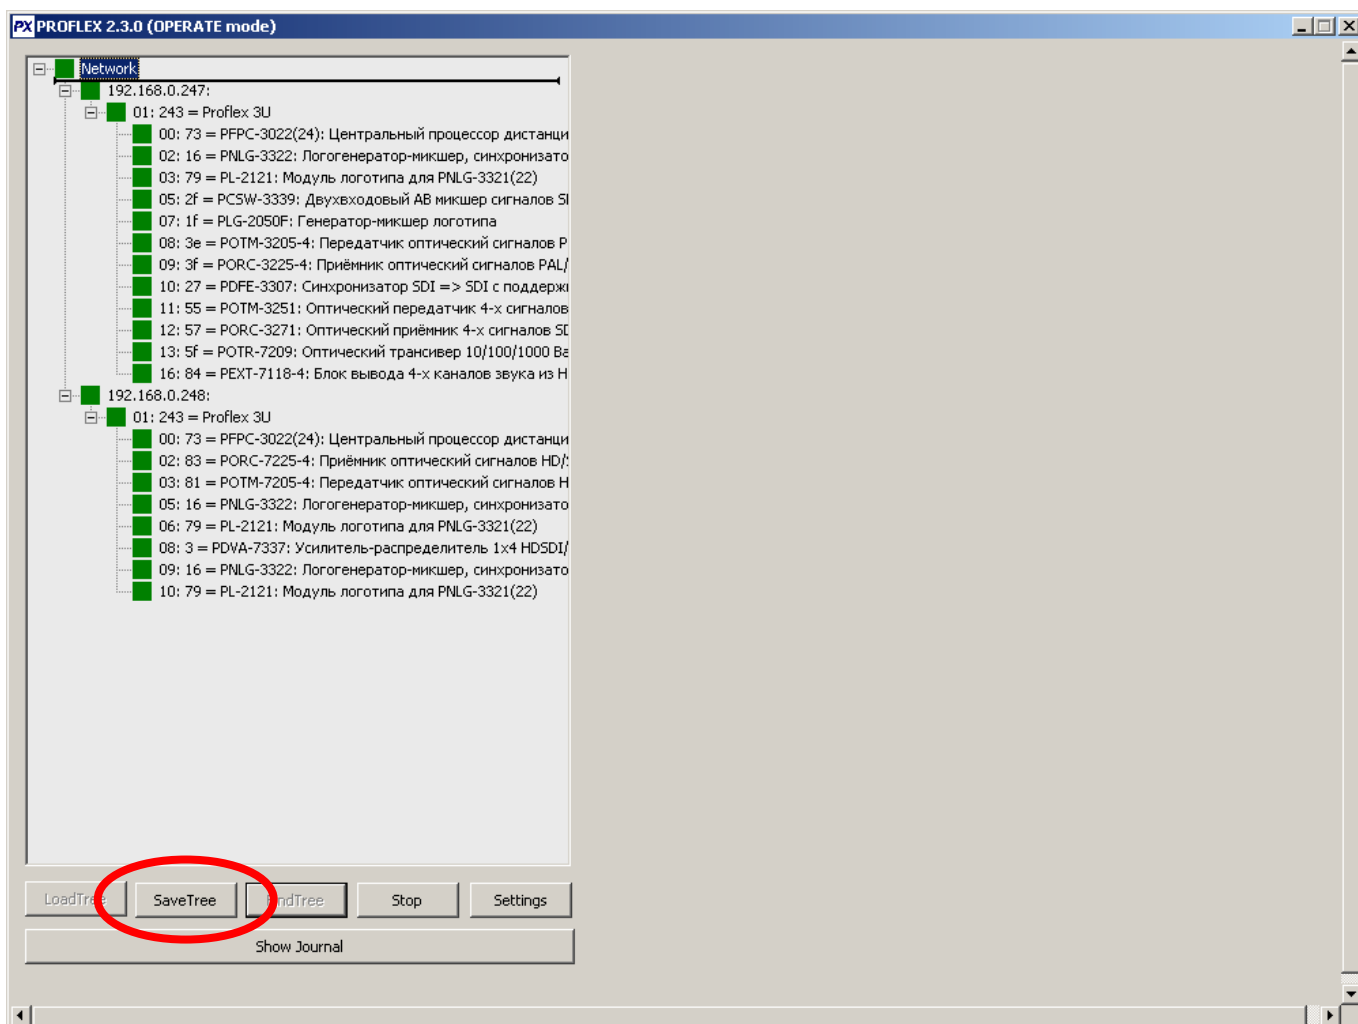 PX PROFLEX 2.3.0 (OPERATE mode)
Network
192.168.0.247:
01: 243 = Proflex 3U
00: 73 = PFPC-3022(24): Центральный процессор дистанци
02: 16 = PNLG-3322: Логогенератор-микшер, синхронизато
03: 79 = PL-2121: Модуль логотипа для PNLG-3321(22)
05: 2f = PCSW-3339: Двухвходовый AB микшер сигналов SI
07: 1f = PLG-2050F: Генератор-микшер логотипа
08: 3e = POTM-3205-4: Передатчик оптический сигналов P
09: 3f = PORC-3225-4: Приёмник оптический сигналов PAL/
10: 27 = PDFE-3307: Синхронизатор SDI => SDI с поддержк
11: 55 = POTM-3251: Оптический передатчик 4-х сигналов
12: 57 = PORC-3271: Оптический приёмник 4-х сигналов SD
13: 5f = POTR-7209: Оптический трансивер 10/100/1000 Ba
16: 84 = PEXT-7118-4: Блок вывода 4-х каналов звука из H
192.168.0.248:
01: 243 = Proflex 3U
00: 73 = PFPC-3022(24): Центральный процессор дистанци
02: 83 = PORC-7225-4: Приёмник оптический сигналов HD/
03: 81 = POTM-7205-4: Передатчик оптический сигналов H
05: 16 = PNLG-3322: Логогенератор-микшер, синхронизато
06: 79 = PL-2121: Модуль логотипа для PNLG-3321(22)
08: 3 = PDVA-7337: Усилитель-распределитель 1x4 HDSDI/
09: 16 = PNLG-3322: Логогенератор-микшер, синхронизато
10: 79 = PL-2121: Модуль логотипа для PNLG-3321(22)
LoadTree SaveTree FindTree Stop Settings
Show Journal